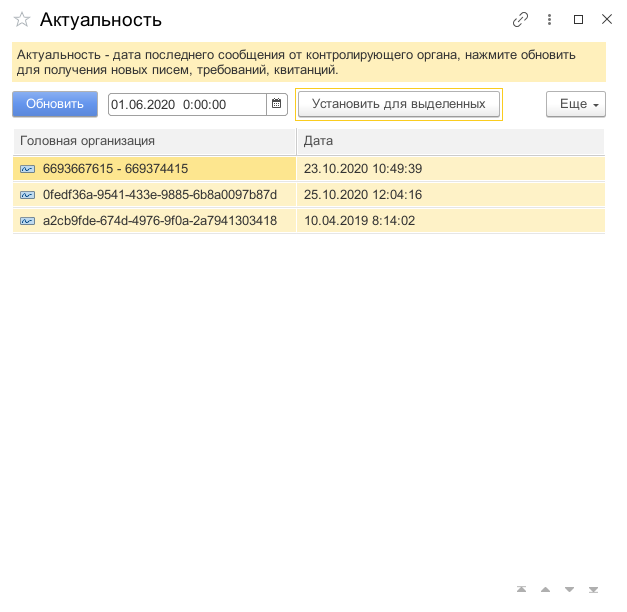 Актуальность
Актуальность - дата последнего сообщения от контролирующего органа, нажмите обновить
для получения новых писем, требований, квитанций.
Обновить 01.06.2020 0:00:00 Установить для выделенных Еще
Головная организация Дата
6693667615 - 669374415 23.10.2020 10:49:39
0fedf36a-9541-433e-9885-6b8a0097b87d 25.10.2020 12:04:16
a2cb9fde-674d-4976-9f0a-2a7941303418 10.04.2019 8:14:02